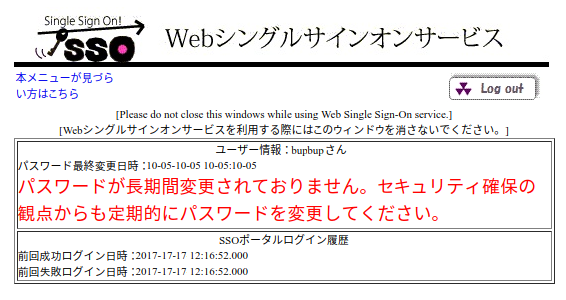 Single Sign On!
SSO
Webシングルサインオンサービス
本メニューが見づら
い方はこちら
Log out
[Please do not close this windows while using Web Single Sign-On service.]
[Webシングルサインオンサービスを利用する際にはこのウィンドウを消さないでください。]
ユーザー情報：bupbupさん
パスワード最終変更日時：10-05-10-05 10-05:10-05
パスワードが長期間変更されておりません。セキュリティ確保の
観点からも定期的にパスワードを変更してください。
SSOポータルログイン履歴
前回成功ログイン日時：2017-17-17 12:16:52.000
前回失敗ログイン日時：2017-17-17 12:16:52.000